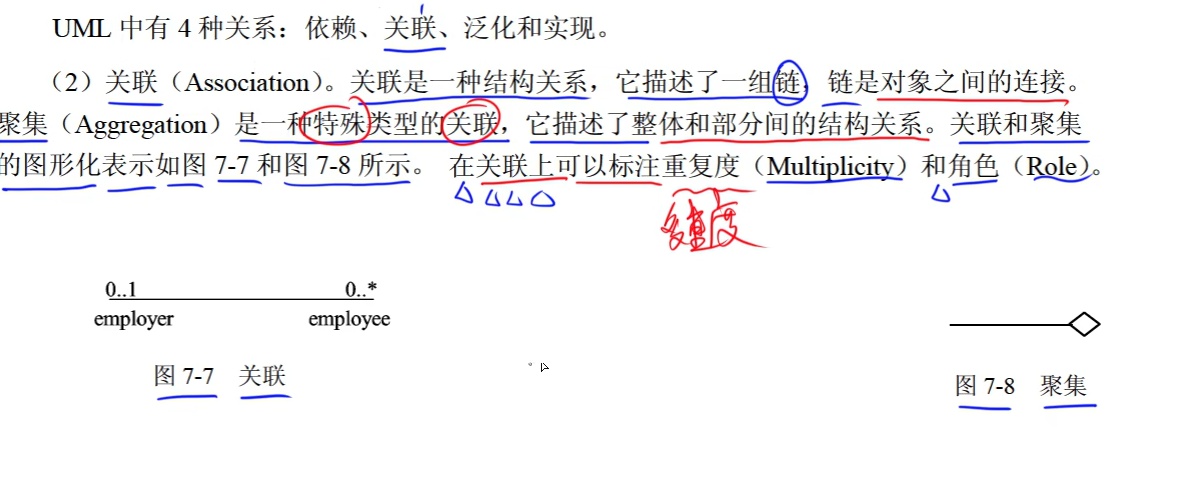 UML 中有 4 种关系：依赖、关联、泛化和实现。
（2）关联（Association）。关联是一种结构关系，它描述了一组链，链是对象之间的连接。
聚集（Aggregation）是一种特殊类型的关联，它描述了整体和部分间的结构关系。关联和聚集
的图形化表示如图 7-7 和图 7-8 所示。 在关联上可以标注重复度（Multiplicity）和角色（Role）。
多重度
0..1 0..*
employer employee
图 7-7 关联
图 7-8 聚集